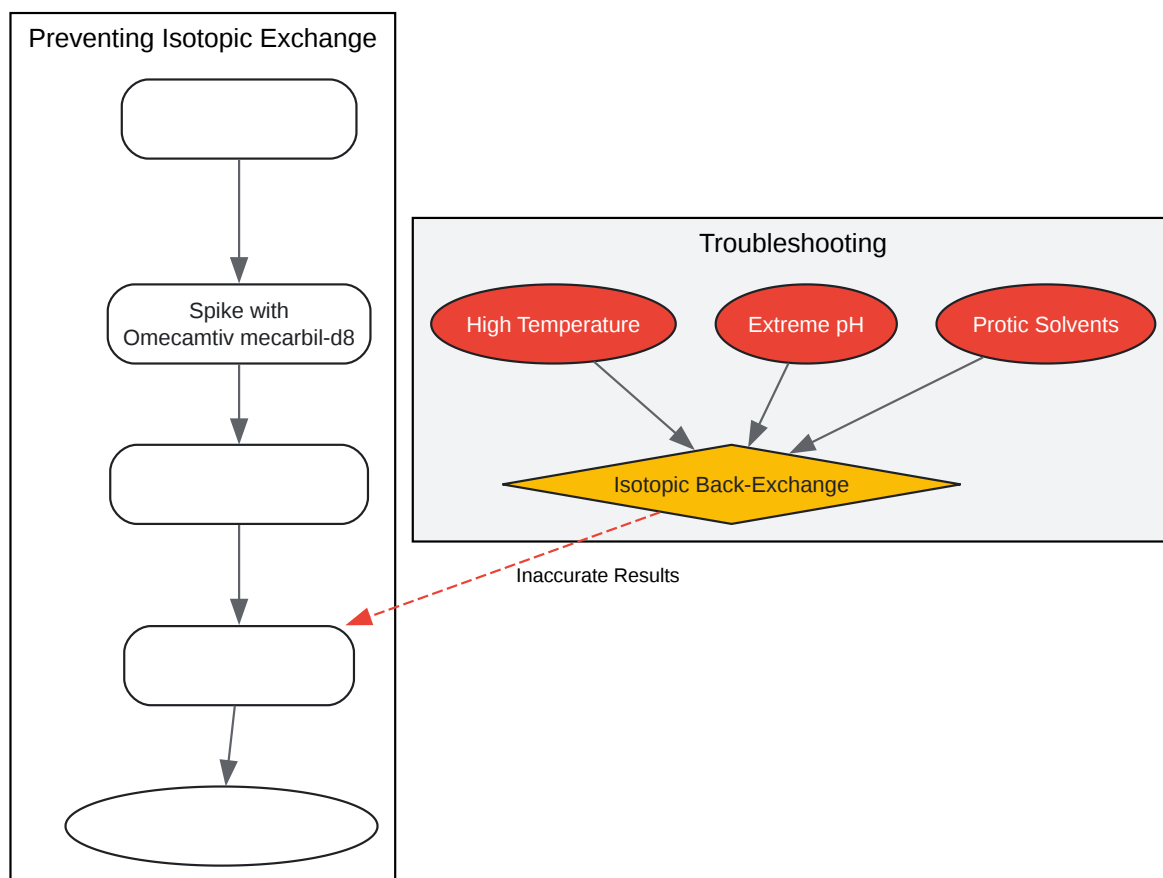 Preventing Isotopic Exchange
Spike with
Omecamtiv mecarbil-d8
Troubleshooting
High Temperature
Extreme pH
Protic Solvents
Isotopic Back-Exchange
Inaccurate Results